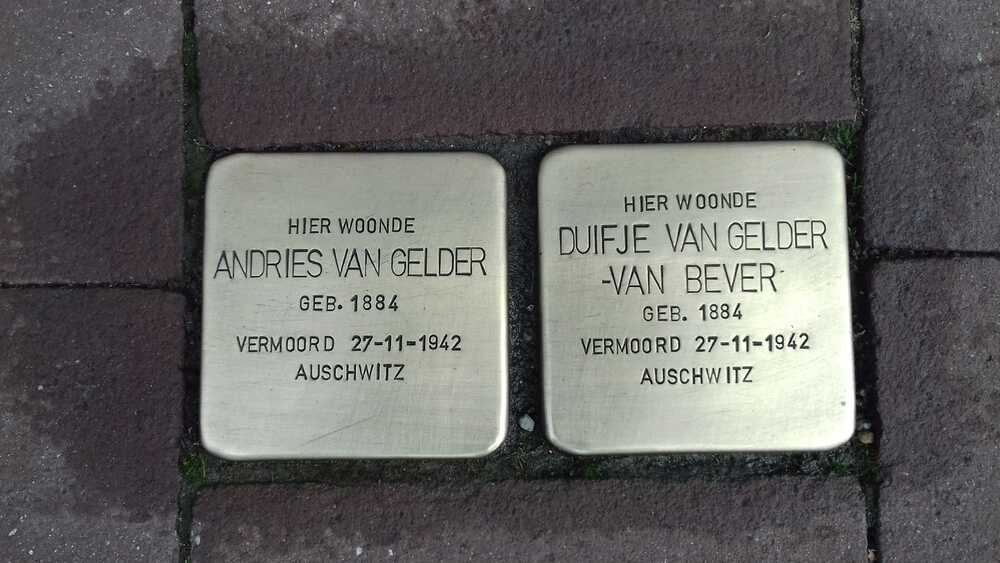 HIER WOONDE
ANDRIES VAN GELDER
GEB. 1884
VERMOORD 27-11-1942
AUSCHWITZ
HIER WOONDE
DUIFJE VAN GELDER
-VAN BEVER
GEB. 1884
VERMOORD 27-11-1942
AUSCHWITZ